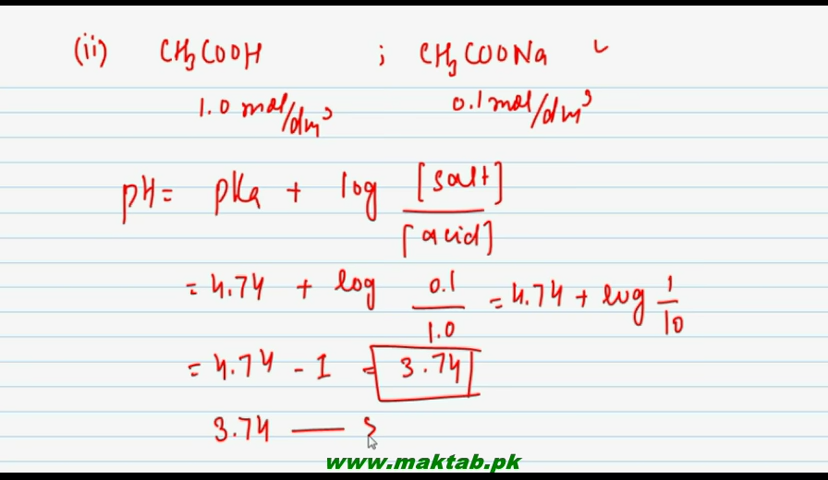 (ii) CH3COOH ; CH3COONa
1.0 mol/dm³ 0.1 mol/dm³
pH = pKa + log [salt]/[acid]
= 4.74 + log 0.1/1.0 = 4.74 + log 1/10
= 4.74 - 1 = 3.74
3.74 —
www.maktab.pk